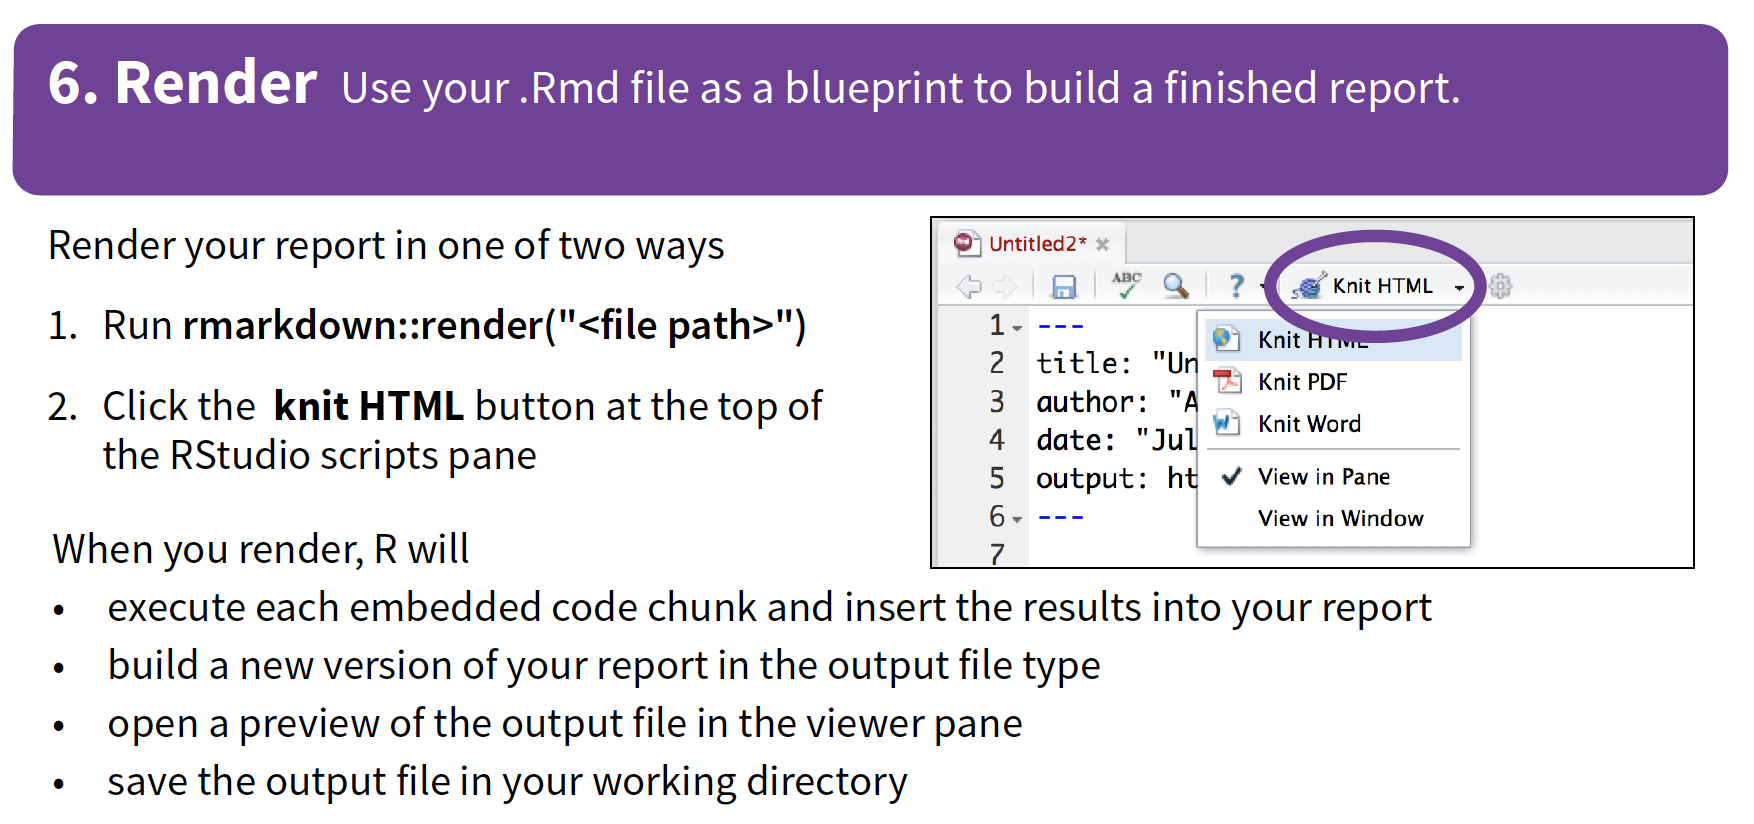 6. Render Use your .Rmd file as a blueprint to build a finished report.
Render your report in one of two ways
1. Run rmarkdown::render("<file path>")
2. Click the knit HTML button at the top of
the RStudio scripts pane
When you render, R will
• execute each embedded code chunk and insert the results into your report
• build a new version of your report in the output file type
• open a preview of the output file in the viewer pane
• save the output file in your working directory
Untitled2*
ABC ? Knit HTML
1 ---
2 title: "Un
3 author: "A
4 date: "Jul
5 output: ht
6 ---
7
Knit HTML
Knit PDF
Knit Word
View in Pane
View in Window